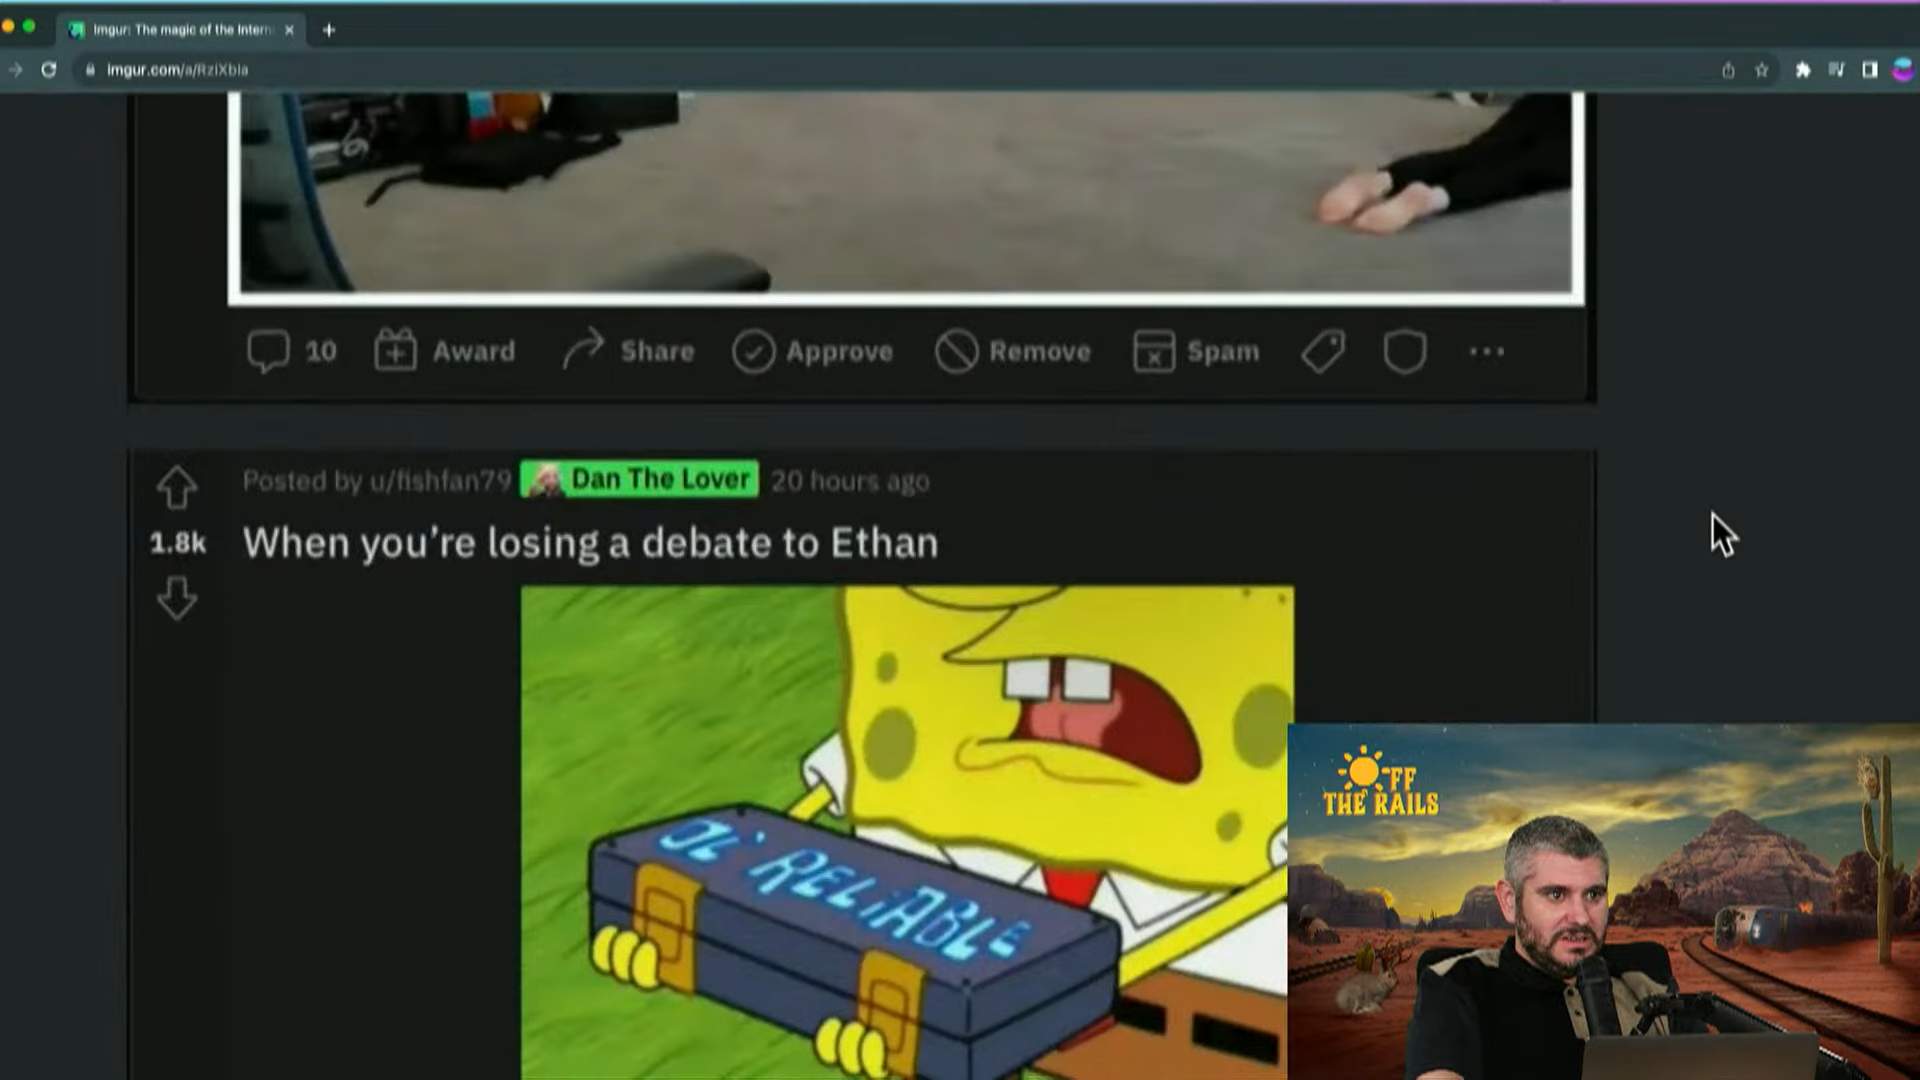 Imgur: The magic of the Intern
imgur.com/a/RziXbia
10 Award Share Approve Remove Spam
Posted by u/fishfan79 Dan The Lover 20 hours ago
1.8k
When you're losing a debate to Ethan
OL' RELIABLE
OFF
THE RAILS